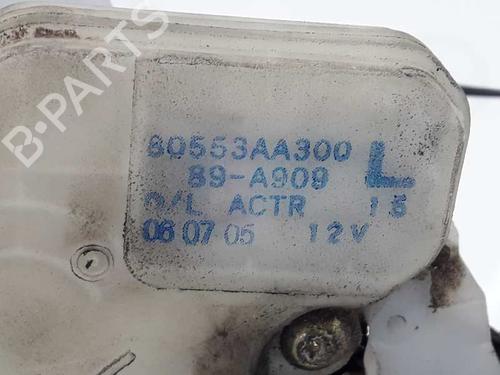 B-PARTS
60553AA300
89-A909
L
D/L ACTR 15
06 07 05 12V